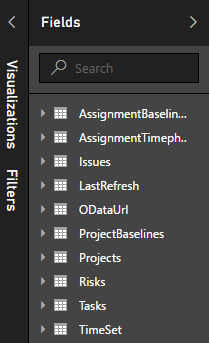 Fields
Search
Visualizations
Filters
AssignmentBaselin...
AssignmentTimeph...
Issues
LastRefresh
ODataUrl
ProjectBaselines
Projects
Risks
Tasks
TimeSet